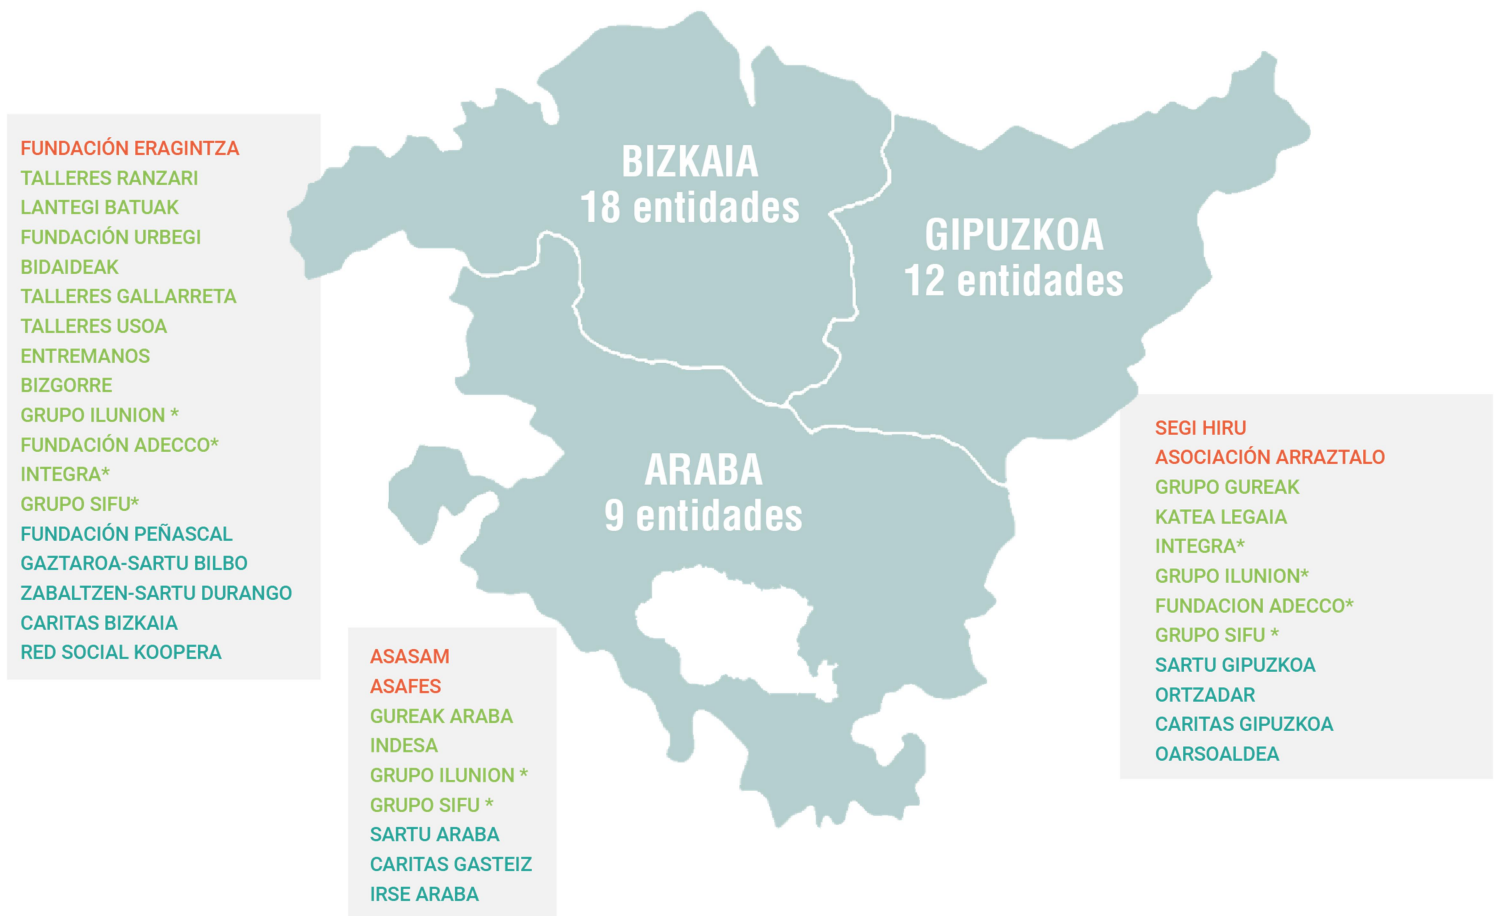 FUNDACIÓN ERAGINTZA
TALLERES RANZARI
LANTEGI BATUAK
FUNDACIÓN URBEGI
BIDAIDEAK
TALLERES GALLARRETA
TALLERES USOA
ENTREMANOS
BIZGORRE
GRUPO ILUNION *
FUNDACIÓN ADECCO*
INTEGRA*
GRUPO SIFU*
FUNDACIÓN PEÑASCAL
GAZTAROA-SARTU BILBO
ZABALTZEN-SARTU DURANGO
CARITAS BIZKAIA
RED SOCIAL KOOPERA
BIZKAIA
18 entidades
GIPUZKOA
12 entidades
ARABA
9 entidades
ASASAM
ASAFES
GUREAK ARABA
INDESA
GRUPO ILUNION *
GRUPO SIFU *
SARTU ARABA
CARITAS GASTEIZ
IRSE ARABA
SEGI HIRU
ASOCIACIÓN ARRAZTALO
GRUPO GUREAK
KATEA LEGAIA
INTEGRA*
GRUPO ILUNION*
FUNDACION ADECCO*
GRUPO SIFU *
SARTU GIPUZKOA
ORTZADAR
CARITAS GIPUZKOA
OARSOALDEA